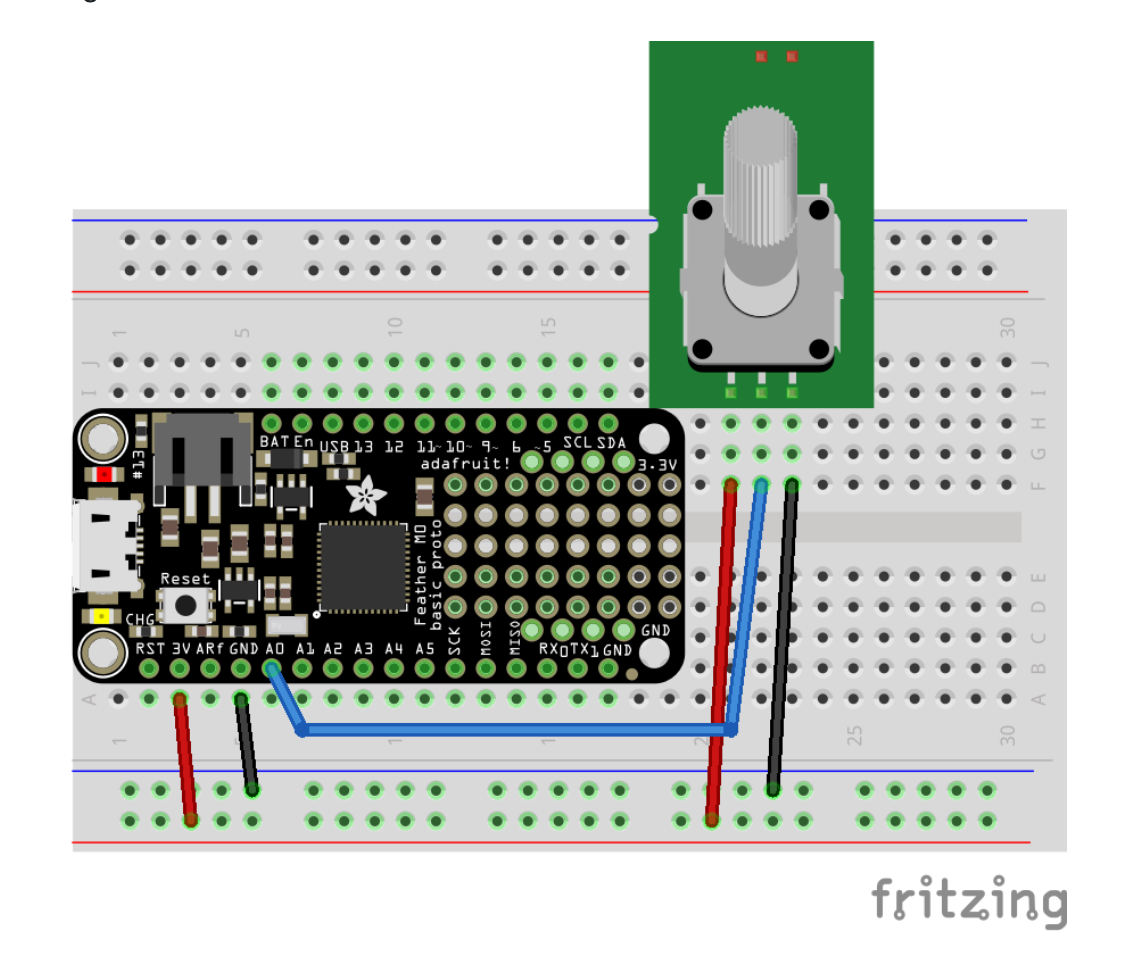 1 5 10 15 30
J J
I I
H
BAT En USB 13 12 11~ 10~ 9~ 6 ~5 SCL SDA
#13
adafruit! 3.3V
G
F
Feather M0
basic proto
Reset
E
D
CHG
C
GND
RST 3V ARf GND A0 A1 A2 A3 A4 A5 SCK MOSI MISO RX0 TX1 GND
B
A A
1 25 30
fritzing